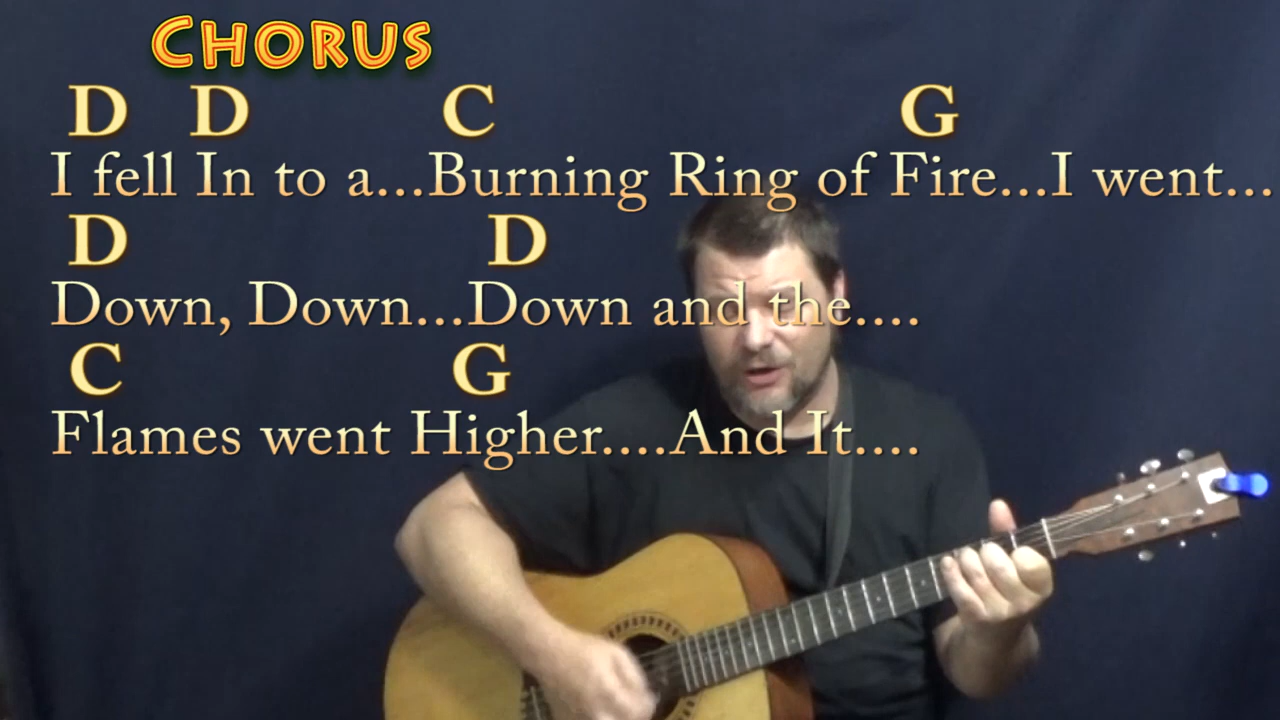 CHORUS
D D C G
I fell In to a...Burning Ring of Fire...I went...
D D
Down, Down...Down and the....
C G
Flames went Higher....And It....